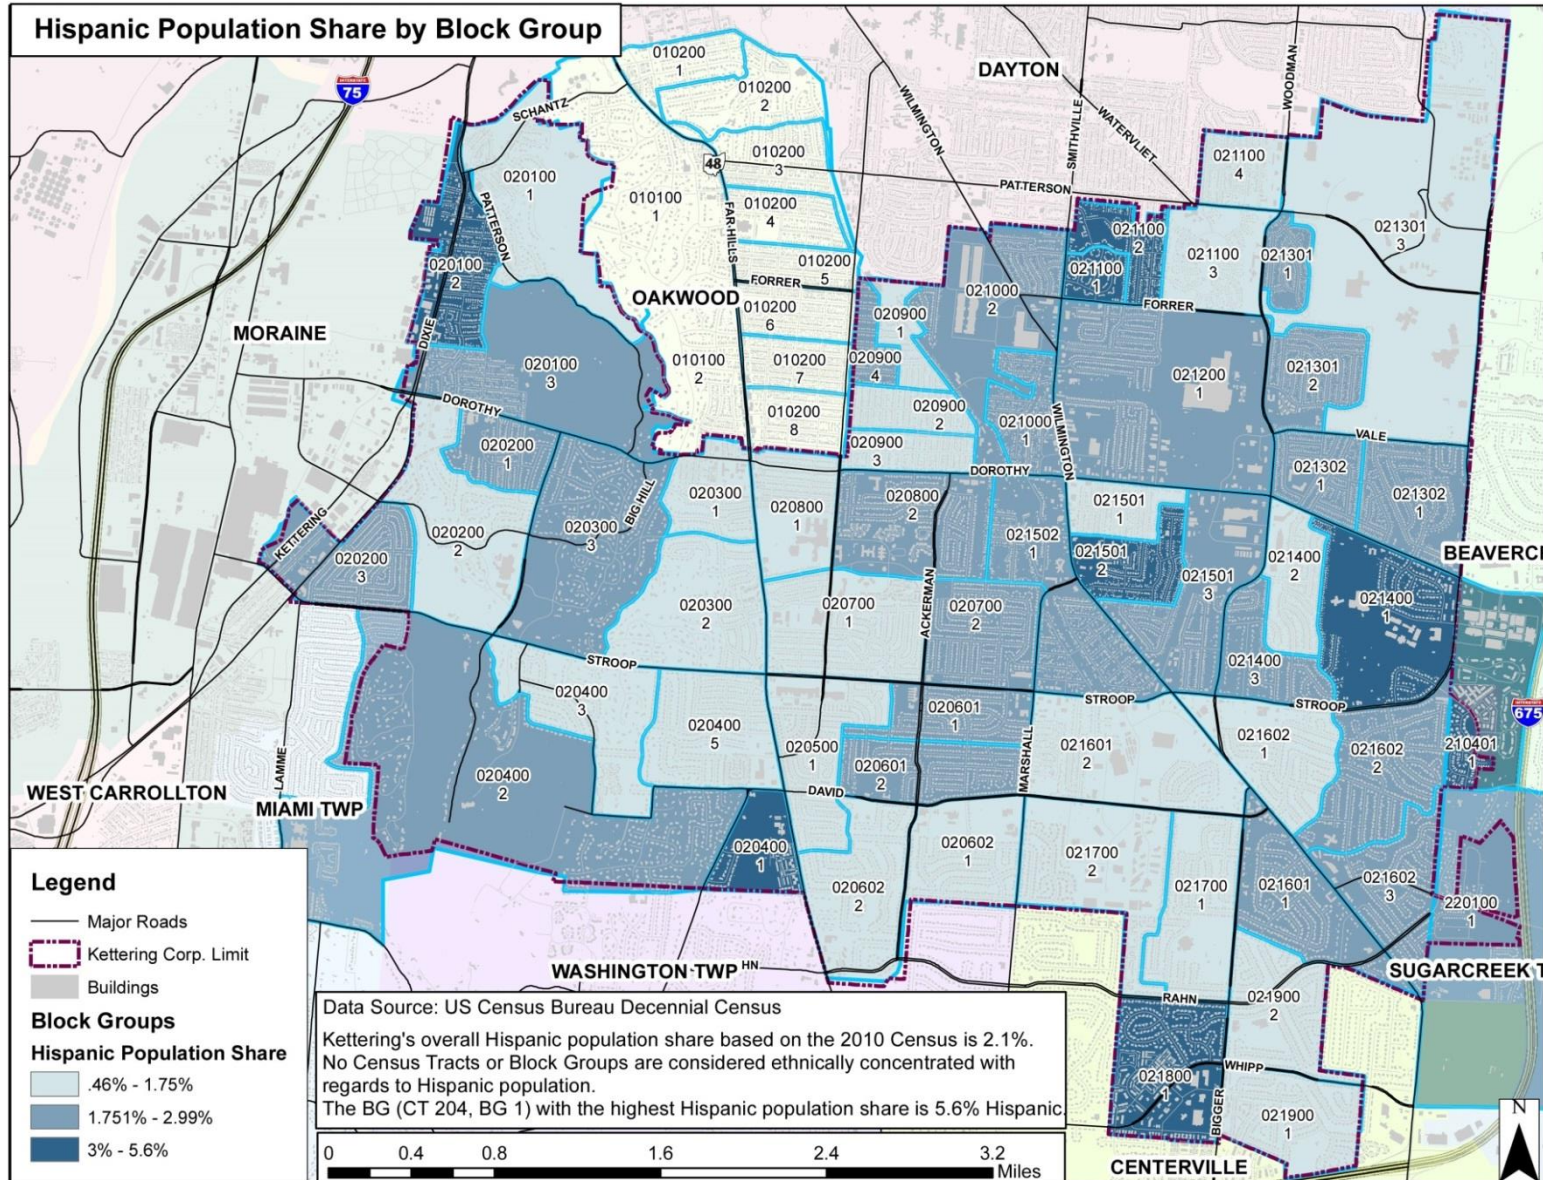 Hispanic Population Share by Block Group
DAYTON
OAKWOOD
MORAINE
WEST CARROLLTON
MIAMI TWP
WASHINGTON TWP
CENTERVILLE
SUGARCREEK T
BEAVERCR
INTERSTATE
75
48
INTERSTATE
675
SCHANTZ
PATTERSON
DIXIE
FAR HILLS
WILMINGTON
SMITHVILLE
WATERVLIET
WOODMAN
PATTERSON
FORRER
FORRER
DOROTHY
DOROTHY
VALE
KETTERING
BIG HILL
ACKERMAN
WILMINGTON
STROOP
STROOP
STROOP
MARSHALL
DAVID
LAMME
HN
RAHN
WHIPP
BIGGER
010200
1
010200
2
010200
3
010200
4
010200
5
010200
6
010200
7
010200
8
010100
1
010100
2
020100
1
020100
2
020100
3
020200
1
020200
2
020200
3
020300
1
020300
2
020300
3
020400
1
020400
2
020400
3
020400
5
020500
1
020601
1
020601
2
020602
1
020602
2
020700
1
020700
2
020800
1
020800
2
020900
1
020900
2
020900
3
020900
4
021000
1
021000
2
021100
1
021100
2
021100
3
021100
4
021200
1
021301
1
021301
2
021301
3
021302
1
021302
1
021400
1
021400
2
021400
3
021501
1
021501
2
021501
3
021502
1
021601
1
021601
2
021602
1
021602
2
021602
3
021700
1
021700
2
021800
1
021900
1
021900
2
210401
1
220100
1
Legend
Major Roads
Kettering Corp. Limit
Buildings
Block Groups
Hispanic Population Share
.46% - 1.75%
1.751% - 2.99%
3% - 5.6%
Data Source: US Census Bureau Decennial Census
Kettering's overall Hispanic population share based on the 2010 Census is 2.1%.
No Census Tracts or Block Groups are considered ethnically concentrated with
regards to Hispanic population.
The BG (CT 204, BG 1) with the highest Hispanic population share is 5.6% Hispanic.
0 0.4 0.8 1.6 2.4 3.2
Miles
N